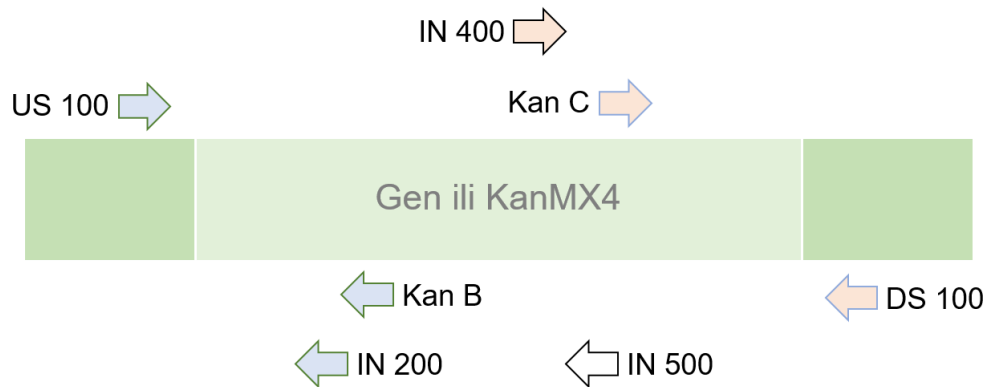 IN 400
US 100
Kan C
Gen ili KanMX4
Kan B
DS 100
IN 200
IN 500